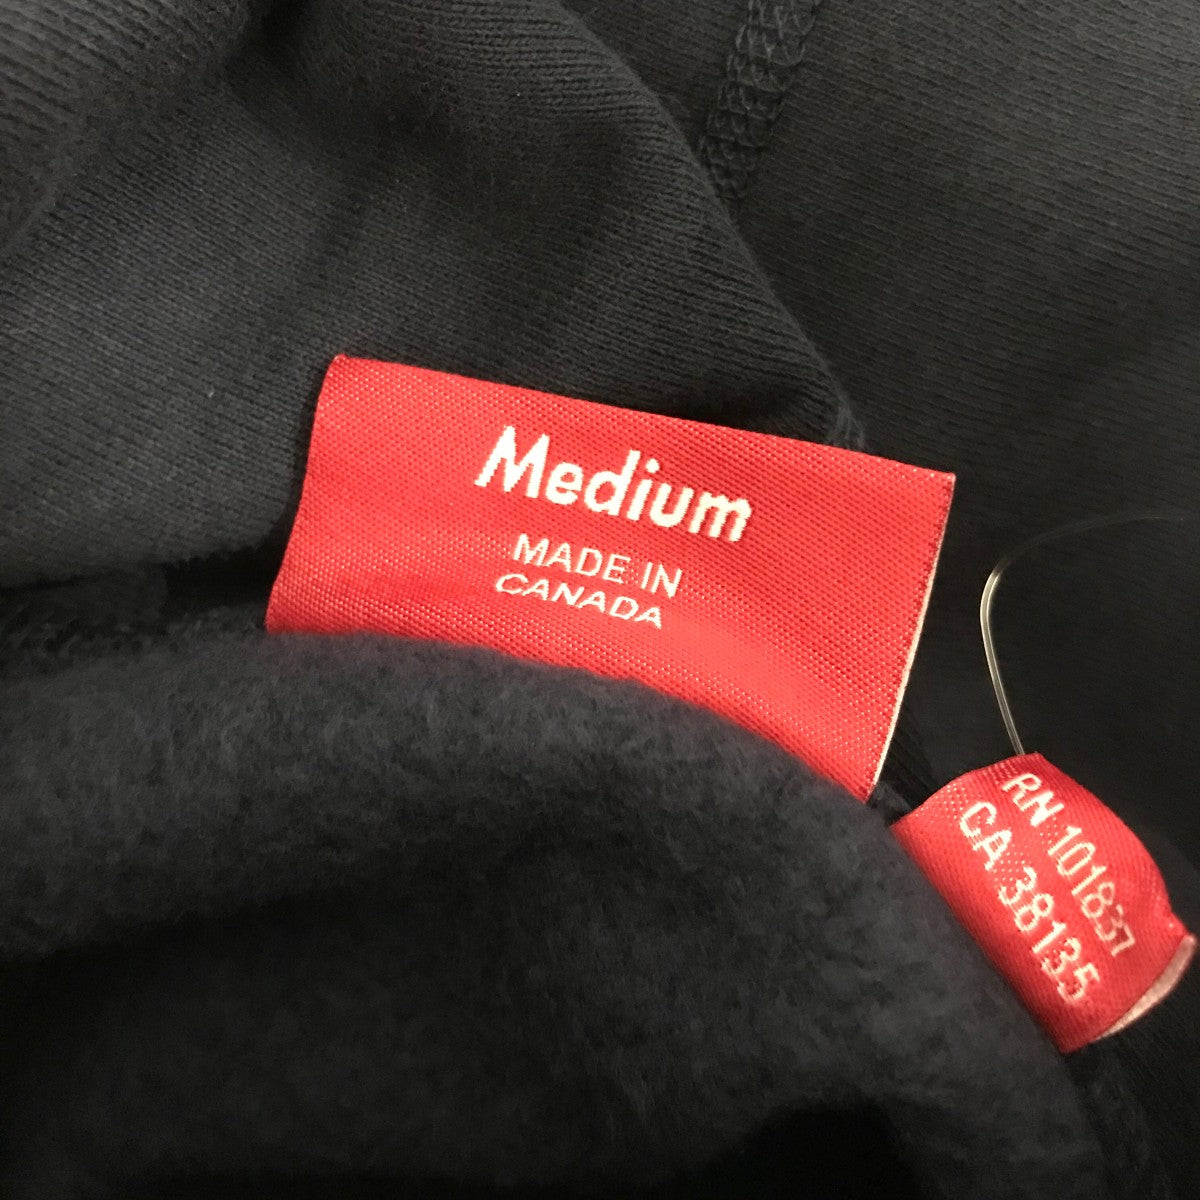 Medium
MADE IN
CANADA
RN 101837
CA 38135